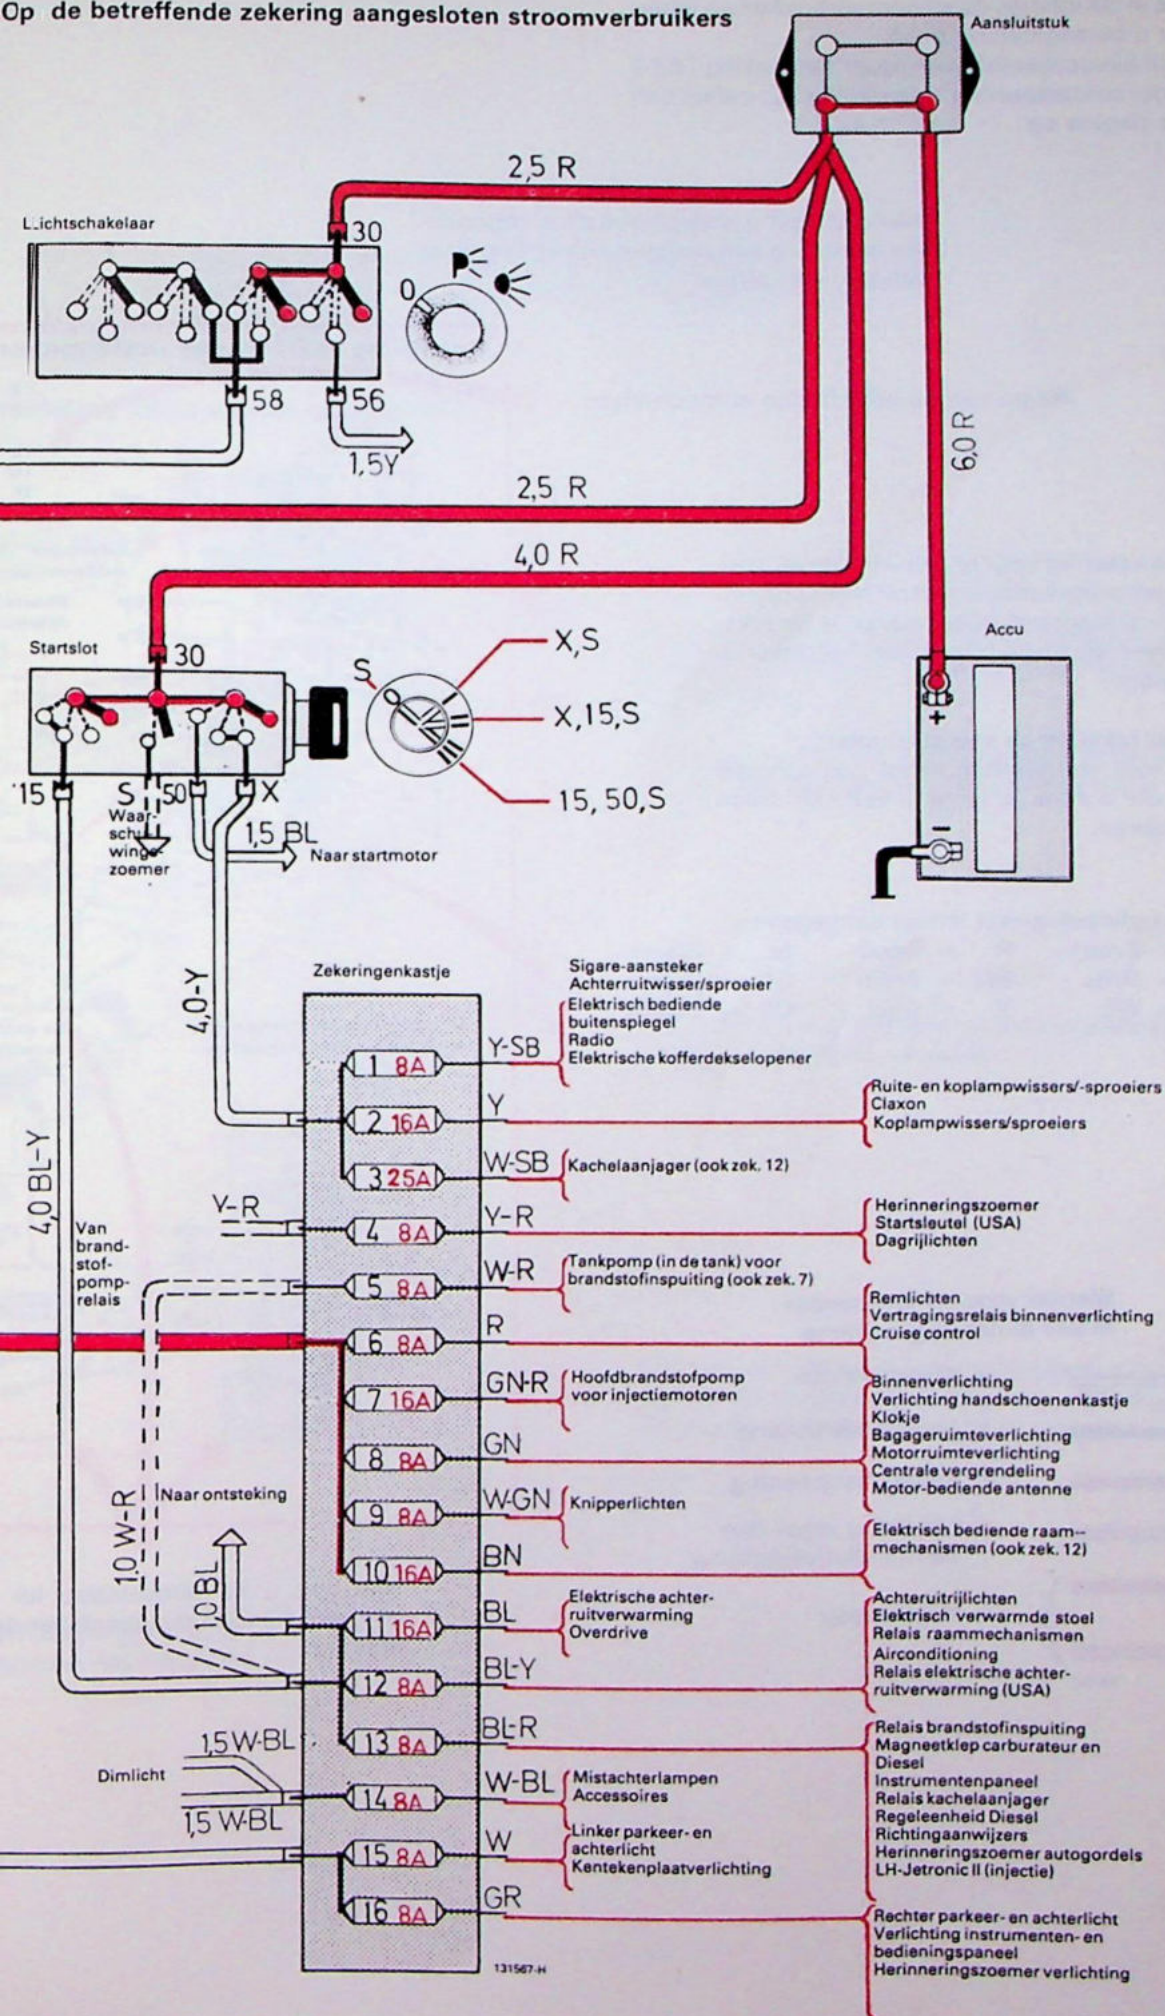 Op de betreffende zekering aangesloten stroomverbruikers
Aansluitstuk
2,5 R
Lichtschakelaar
30
0
58
56
1,5Y
2,5 R
6,0 R
4,0 R
Accu
+
−
Startslot
30
S
0
I
II
III
X,S
X,15,S
15,50,S
15
S
50
X
Waar-
schu-
wings-
zoemer
1,5 BL
Naar startmotor
4,0-Y
4,0 BL-Y
Zekeringenkastje
1 8A
Y-SB
Sigare-aansteker
Achterruitwisser/sproeier
Elektrisch bediende
buitenspiegel
Radio
Elektrische kofferdekselopener
2 16A
Y
Ruite- en koplampwissers/-sproeiers
Claxon
Koplampwissers/sproeiers
3 25A
W-SB
Kachelaanjager (ook zek. 12)
Y-R
4 8A
Y-R
Herinneringszoemer
Startsleutel (USA)
Dagrijlichten
Van
brand-
stof-
pomp-
relais
5 8A
W-R
Tankpomp (in de tank) voor
brandstofinspuiting (ook zek. 7)
6 8A
R
Remlichten
Vertragingsrelais binnenverlichting
Cruise control
7 16A
GN-R
Hoofdbrandstofpomp
voor injectiemotoren
8 8A
GN
Binnenverlichting
Verlichting handschoenenkastje
Klokje
Bagageruimteverlichting
Motorruimteverlichting
Centrale vergrendeling
Motor-bediende antenne
1,0 W-R
Naar ontsteking
1,0 BL
9 8A
W-GN
Knipperlichten
10 16A
BN
Elektrisch bediende raam-
mechanismen (ook zek. 12)
11 16A
BL
Elektrische achter-
ruitverwarming
Overdrive
12 8A
BL-Y
Achteruitrijlichten
Elektrisch verwarmde stoel
Relais raammechanismen
Airconditioning
Relais elektrische achter-
ruitverwarming (USA)
13 8A
BL-R
Relais brandstofinspuiting
Magneetklep carburateur en
Diesel
Instrumentenpaneel
Relais kachelaanjager
Regeleenheid Diesel
Richtingaanwijzers
Herinneringszoemer autogordels
LH-Jetronic II (injectie)
1,5 W-BL
Dimlicht
1,5 W-BL
14 8A
W-BL
Mistachterlampen
Accessoires
15 8A
W
Linker parkeer- en
achterlicht
Kentekenplaatverlichting
16 8A
GR
Rechter parkeer- en achterlicht
Verlichting instrumenten- en
bedieningspaneel
Herinneringszoemer verlichting
131567-H